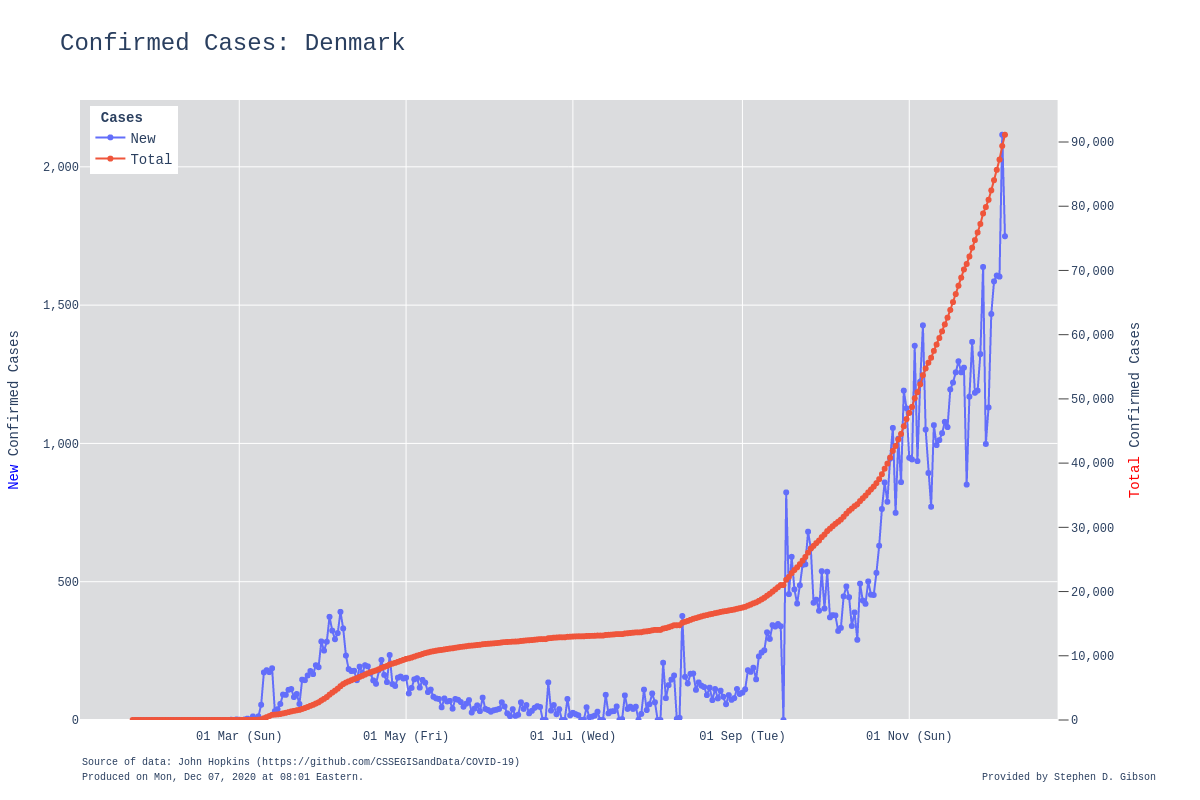 Confirmed Cases: Denmark
Cases
New
Total
2,000
1,500
1,000
500
0
90,000
80,000
70,000
60,000
50,000
40,000
30,000
20,000
10,000
0
New Confirmed Cases
Total Confirmed Cases
01 Mar (Sun)
01 May (Fri)
01 Jul (Wed)
01 Sep (Tue)
01 Nov (Sun)
Source of data: John Hopkins (https://github.com/CSSEGISandData/COVID-19)
Produced on Mon, Dec 07, 2020 at 08:01 Eastern.
Provided by Stephen D. Gibson